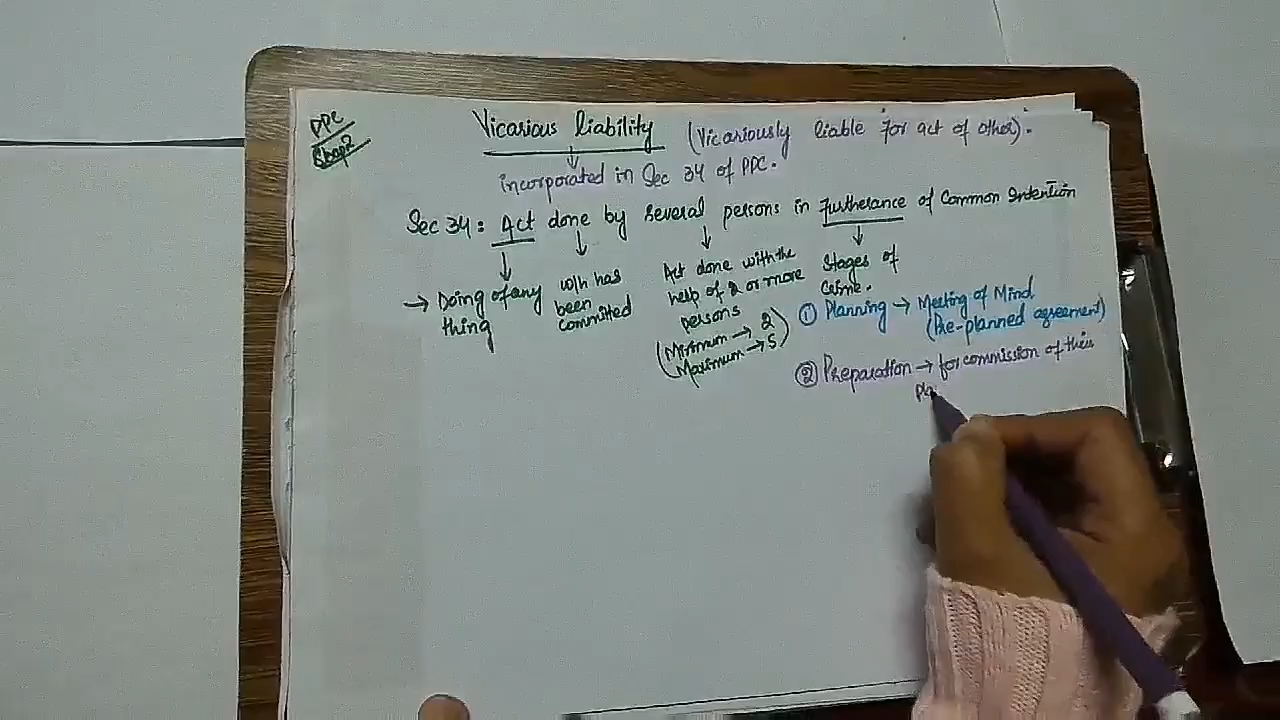 PPC
Chap2
Vicarious liability (Vicariously liable for act of other).
incorporated in Sec 34 of PPC.
Sec 34: Act done by several persons in Furtherance of Common Intention
→ Doing of any thing
w/h has been committed
Act done with the help of 2 or more persons
(Minimum → 2
Maximum → 5)
Stages of Crime.
① Planning → Meeting of Mind
(Pre-planned agreement)
② Preparation → for commission of their
pla